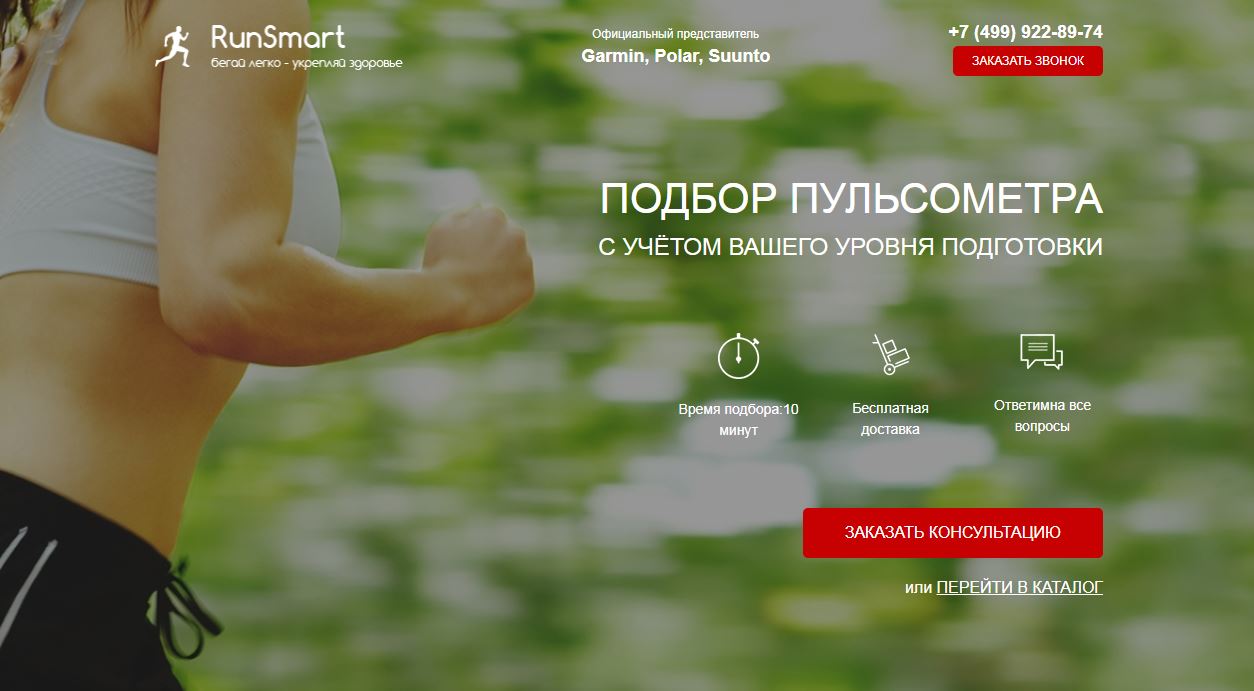 RunSmart
бегай легко - укрепляй здоровье
Официальный представитель
Garmin, Polar, Suunto
+7 (499) 922-89-74
ЗАКАЗАТЬ ЗВОНОК
ПОДБОР ПУЛЬСОМЕТРА
С УЧЁТОМ ВАШЕГО УРОВНЯ ПОДГОТОВКИ
Время подбора:10
минут
Бесплатная
доставка
Ответимна все
вопросы
ЗАКАЗАТЬ КОНСУЛЬТАЦИЮ
или ПЕРЕЙТИ В КАТАЛОГ